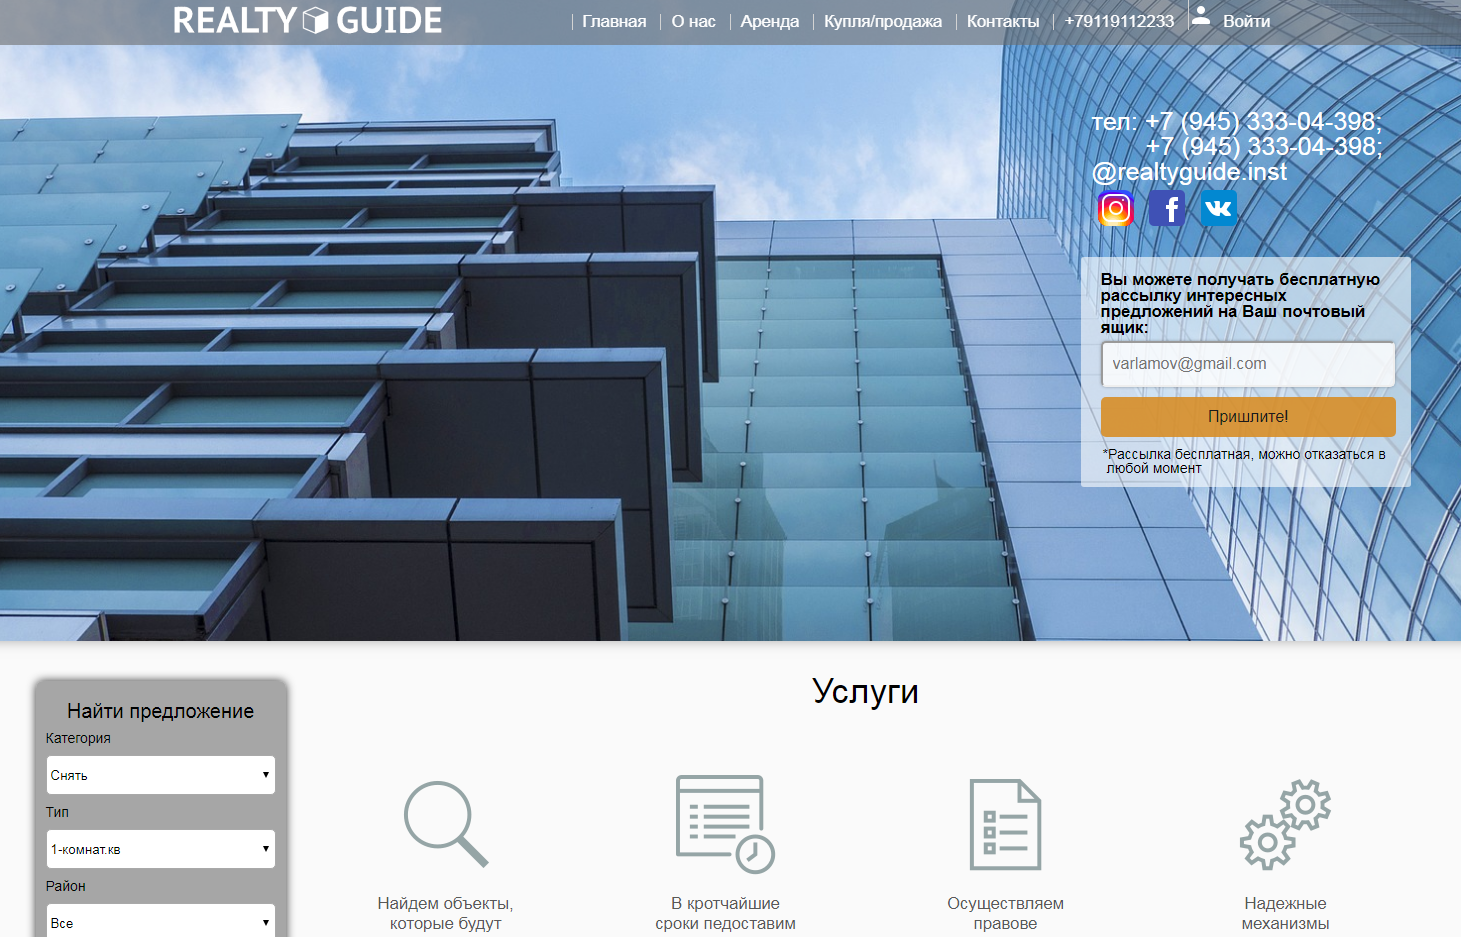 REALTY GUIDE
Главная О нас Аренда Купля/продажа Контакты +79119112233 Войти
тел: +7 (945) 333-04-398;
+7 (945) 333-04-398;
@realtyguide.inst
Вы можете получать бесплатную
рассылку интересных
предложений на Ваш почтовый
ящик:
varlamov@gmail.com
Пришлите!
*Рассылка бесплатная, можно отказаться в
любой момент
Услуги
Найти предложение
Категория
Снять
Тип
1-комнат.кв
Район
Все
Найдем объекты,
которые будут
В кротчайшие
сроки педоставим
Осуществляем
правове
Надежные
механизмы